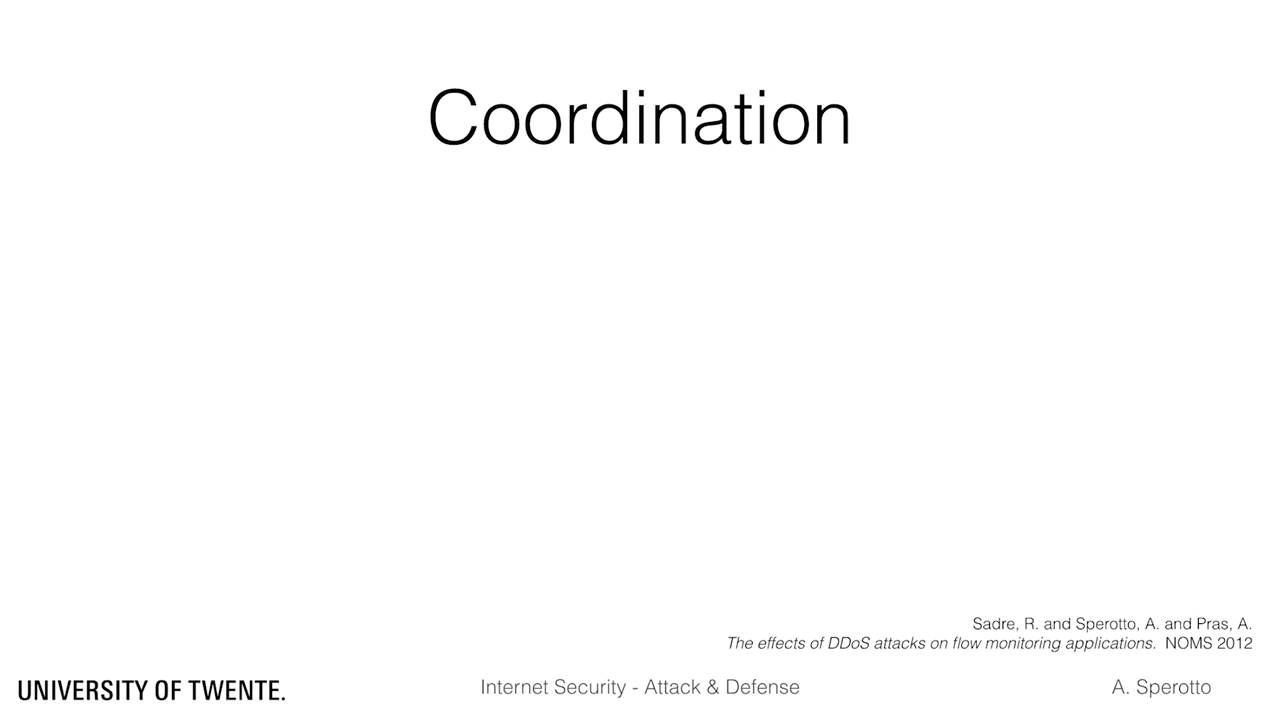 Coordination
Sadre, R. and Sperotto, A. and Pras, A.
The effects of DDoS attacks on flow monitoring applications. NOMS 2012
UNIVERSITY OF TWENTE.
Internet Security - Attack & Defense
A. Sperotto